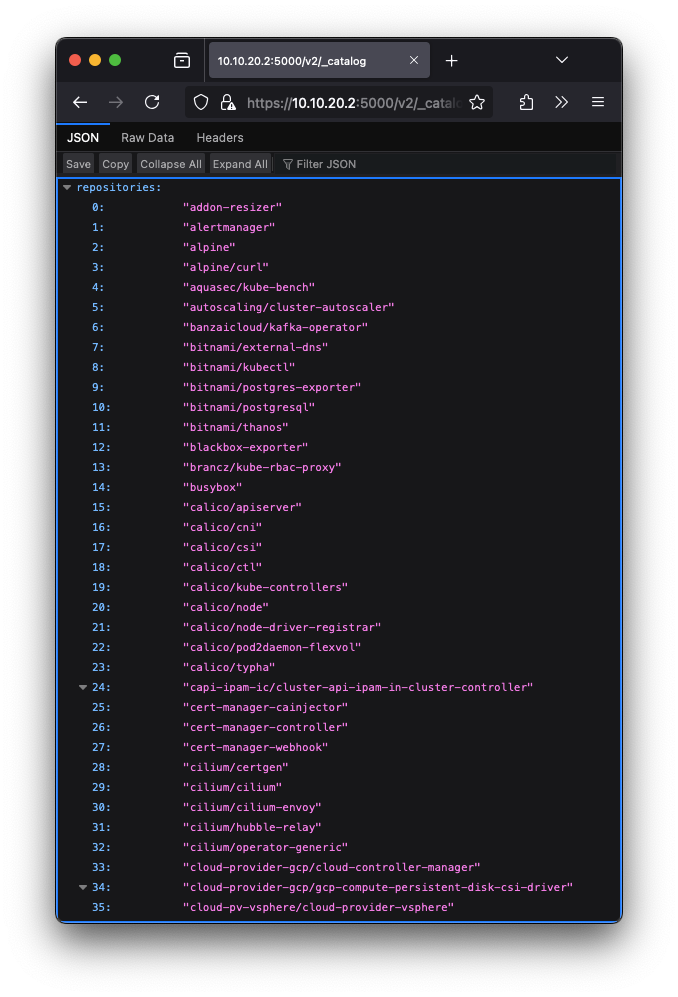 10.10.20.2:5000/v2/_catalog
https://10.10.20.2:5000/v2/_catalog
JSON Raw Data Headers
Save Copy Collapse All Expand All Filter JSON
repositories:
0: "addon-resizer"
1: "alertmanager"
2: "alpine"
3: "alpine/curl"
4: "aquasec/kube-bench"
5: "autoscaling/cluster-autoscaler"
6: "banzaicloud/kafka-operator"
7: "bitnami/external-dns"
8: "bitnami/kubectl"
9: "bitnami/postgres-exporter"
10: "bitnami/postgresql"
11: "bitnami/thanos"
12: "blackbox-exporter"
13: "brancz/kube-rbac-proxy"
14: "busybox"
15: "calico/apiserver"
16: "calico/cni"
17: "calico/csi"
18: "calico/ctl"
19: "calico/kube-controllers"
20: "calico/node"
21: "calico/node-driver-registrar"
22: "calico/pod2daemon-flexvol"
23: "calico/typha"
24: "capi-ipam-ic/cluster-api-ipam-in-cluster-controller"
25: "cert-manager-cainjector"
26: "cert-manager-controller"
27: "cert-manager-webhook"
28: "cilium/certgen"
29: "cilium/cilium"
30: "cilium/cilium-envoy"
31: "cilium/hubble-relay"
32: "cilium/operator-generic"
33: "cloud-provider-gcp/cloud-controller-manager"
34: "cloud-provider-gcp/gcp-compute-persistent-disk-csi-driver"
35: "cloud-pv-vsphere/cloud-provider-vsphere"